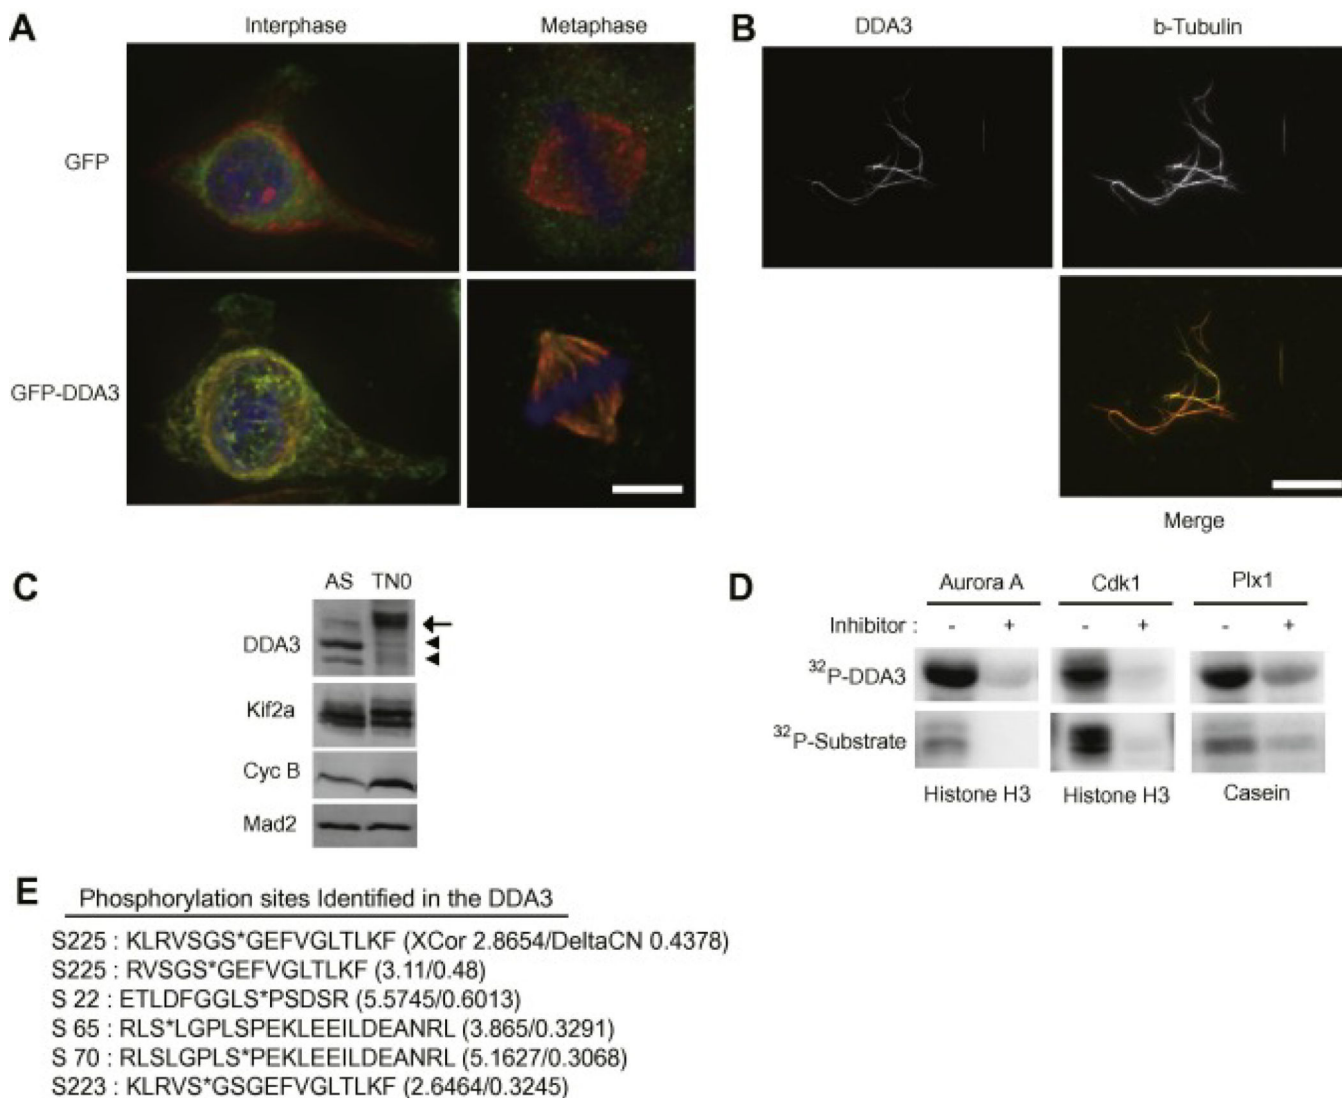 A
Interphase
Metaphase
GFP
GFP-DDA3
B
DDA3
b-Tubulin
Merge
C
AS TN0
DDA3
Kif2a
Cyc B
Mad2
D
Aurora A Cdk1 Plx1
Inhibitor : - + - + - +
32P-DDA3
32P-Substrate
Histone H3 Histone H3 Casein
E
Phosphorylation sites Identified in the DDA3
S225 : KLRVSGS*GEFVGLTLKF (XCor 2.8654/DeltaCN 0.4378)
S225 : RVSGS*GEFVGLTLKF (3.11/0.48)
S 22 : ETLDFGGLS*PSDSR (5.5745/0.6013)
S 65 : RLS*LGPLSPEKLEEILDEANRL (3.865/0.3291)
S 70 : RLSLGPLS*PEKLEEILDEANRL (5.1627/0.3068)
S223 : KLRVS*GSGEFVGLTLKF (2.6464/0.3245)